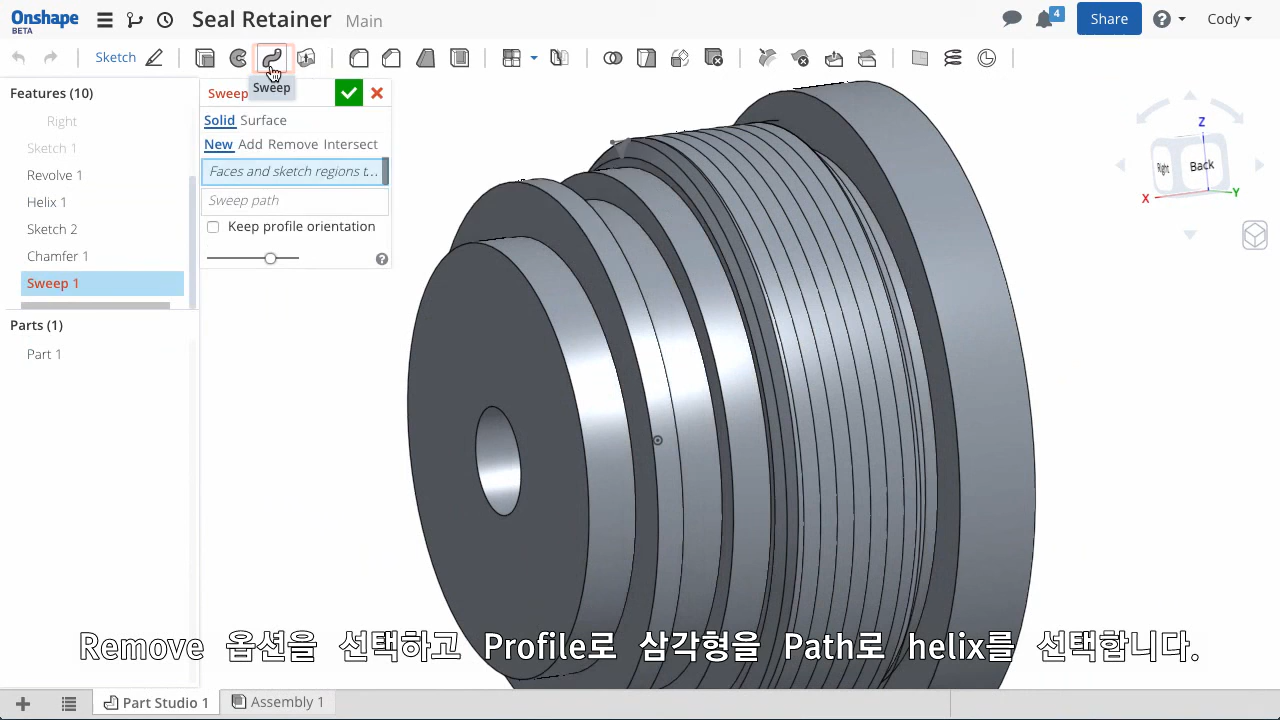 Onshape
BETA
Seal Retainer Main
4
Share
Cody
Sketch
Sweep
Features (10)
Right
Sketch 1
Revolve 1
Helix 1
Sketch 2
Chamfer 1
Sweep 1
Parts (1)
Part 1
Sweep
Solid Surface
New Add Remove Intersect
Faces and sketch regions t...
Sweep path
Keep profile orientation
Z
Right
Back
X
Y
Remove 옵션을 선택하고 Profile로 삼각형을 Path로 helix를 선택합니다.
Part Studio 1
Assembly 1